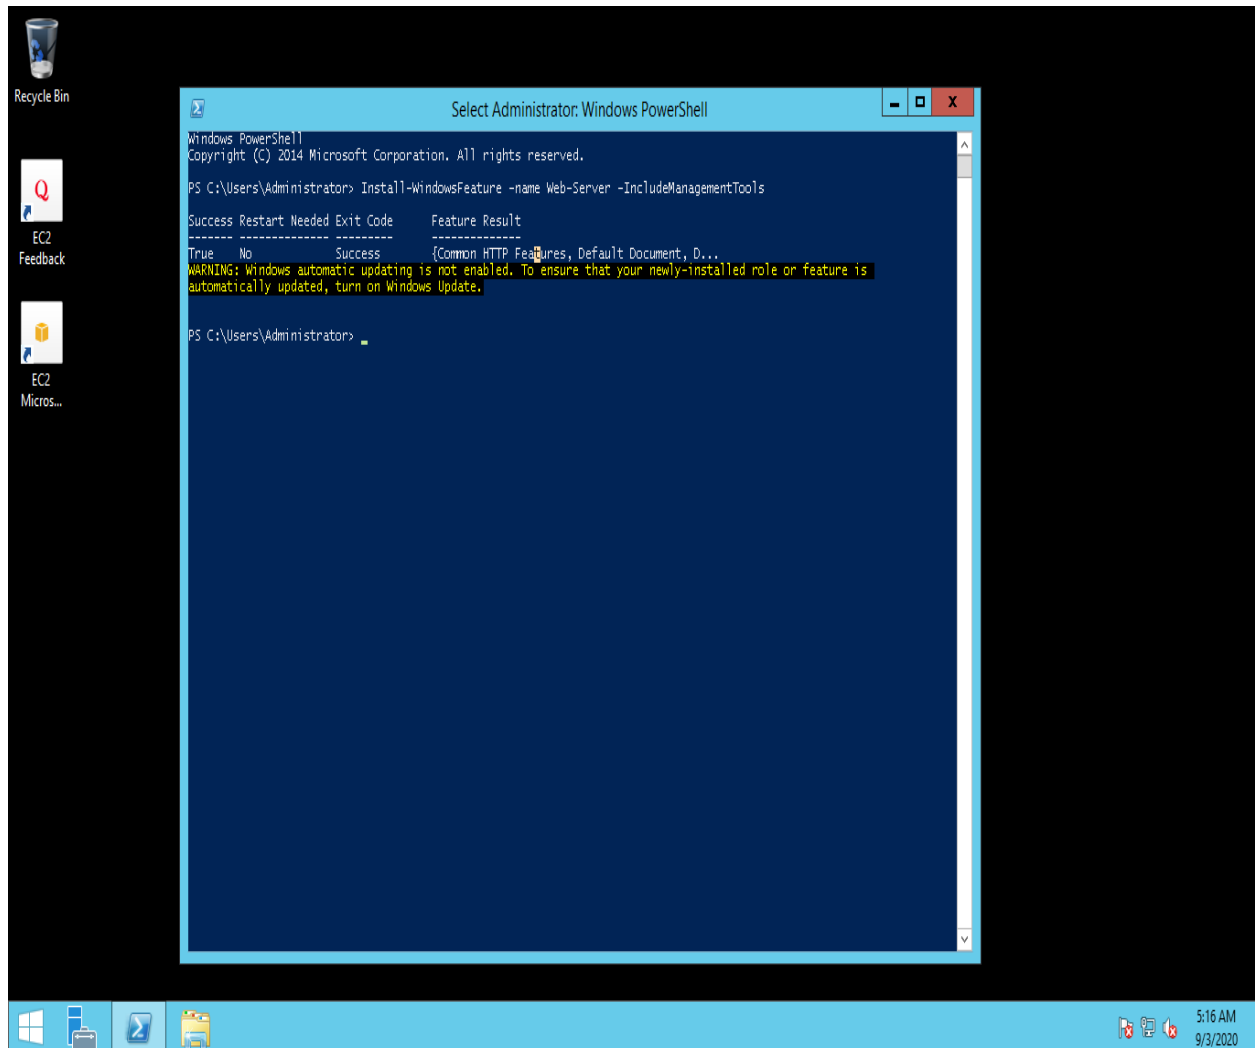 Recycle Bin
Q
EC2
Feedback
EC2
Micros...
Select Administrator: Windows PowerShell
Windows PowerShell
Copyright (C) 2014 Microsoft Corporation. All rights reserved.
PS C:\Users\Administrator> Install-WindowsFeature -name Web-Server -IncludeManagementTools
Success Restart Needed Exit Code      Feature Result
------- -------------- ---------      --------------
True    No             Success        {Common HTTP Features, Default Document, D...
WARNING: Windows automatic updating is not enabled. To ensure that your newly-installed role or feature is
automatically updated, turn on Windows Update.
PS C:\Users\Administrator> _
5:16 AM
9/3/2020